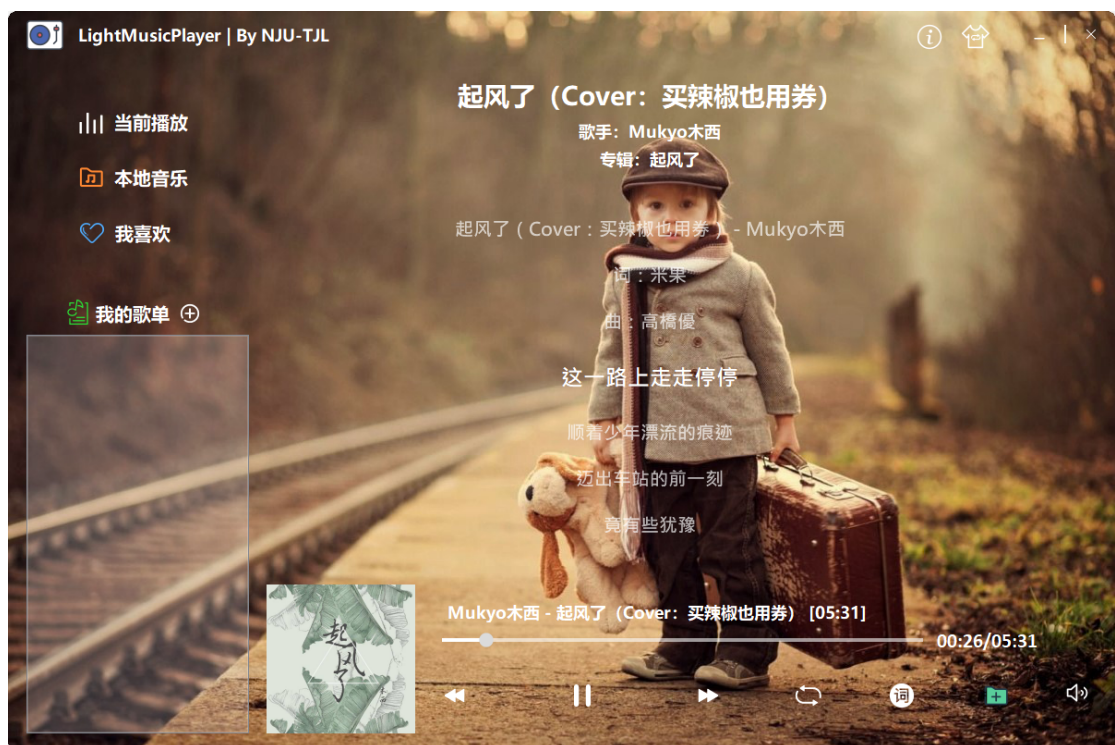 LightMusicPlayer | By NJU-TJL
当前播放
本地音乐
我喜欢
我的歌单
起风了（Cover：买辣椒也用券）
歌手：Mukyo木西
专辑：起风了
起风了（Cover：买辣椒也用券） - Mukyo木西
词：米果
曲：高橋優
这一路上走走停停
顺着少年漂流的痕迹
迈出车站的前一刻
竟有些犹豫
起风了
Mukyo木西 - 起风了（Cover：买辣椒也用券） [05:31]
00:26/05:31
词